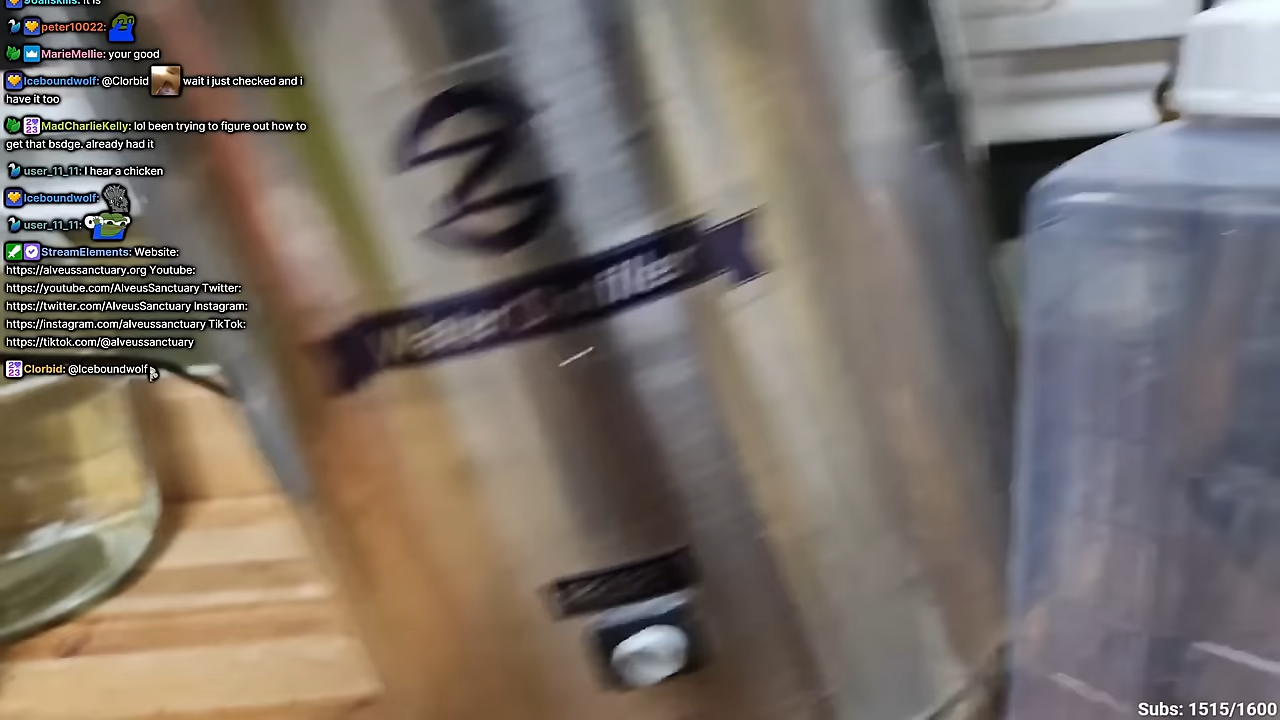 peter10022:
MarieMellie: your good
Iceboundwolf: @Clorbid wait i just checked and i
have it too
MadCharlieKelly: lol been trying to figure out how to
get that bsdge. already had it
user_11_11: I hear a chicken
Iceboundwolf:
user_11_11:
StreamElements: Website:
https://alveussanctuary.org Youtube:
https://youtube.com/AlveusSanctuary Twitter:
https://twitter.com/AlveusSanctuary Instagram:
https://instagram.com/alveussanctuary TikTok:
https://tiktok.com/@alveussanctuary
Clorbid: @Iceboundwolf
Water Distiller
Subs: 1515/1600